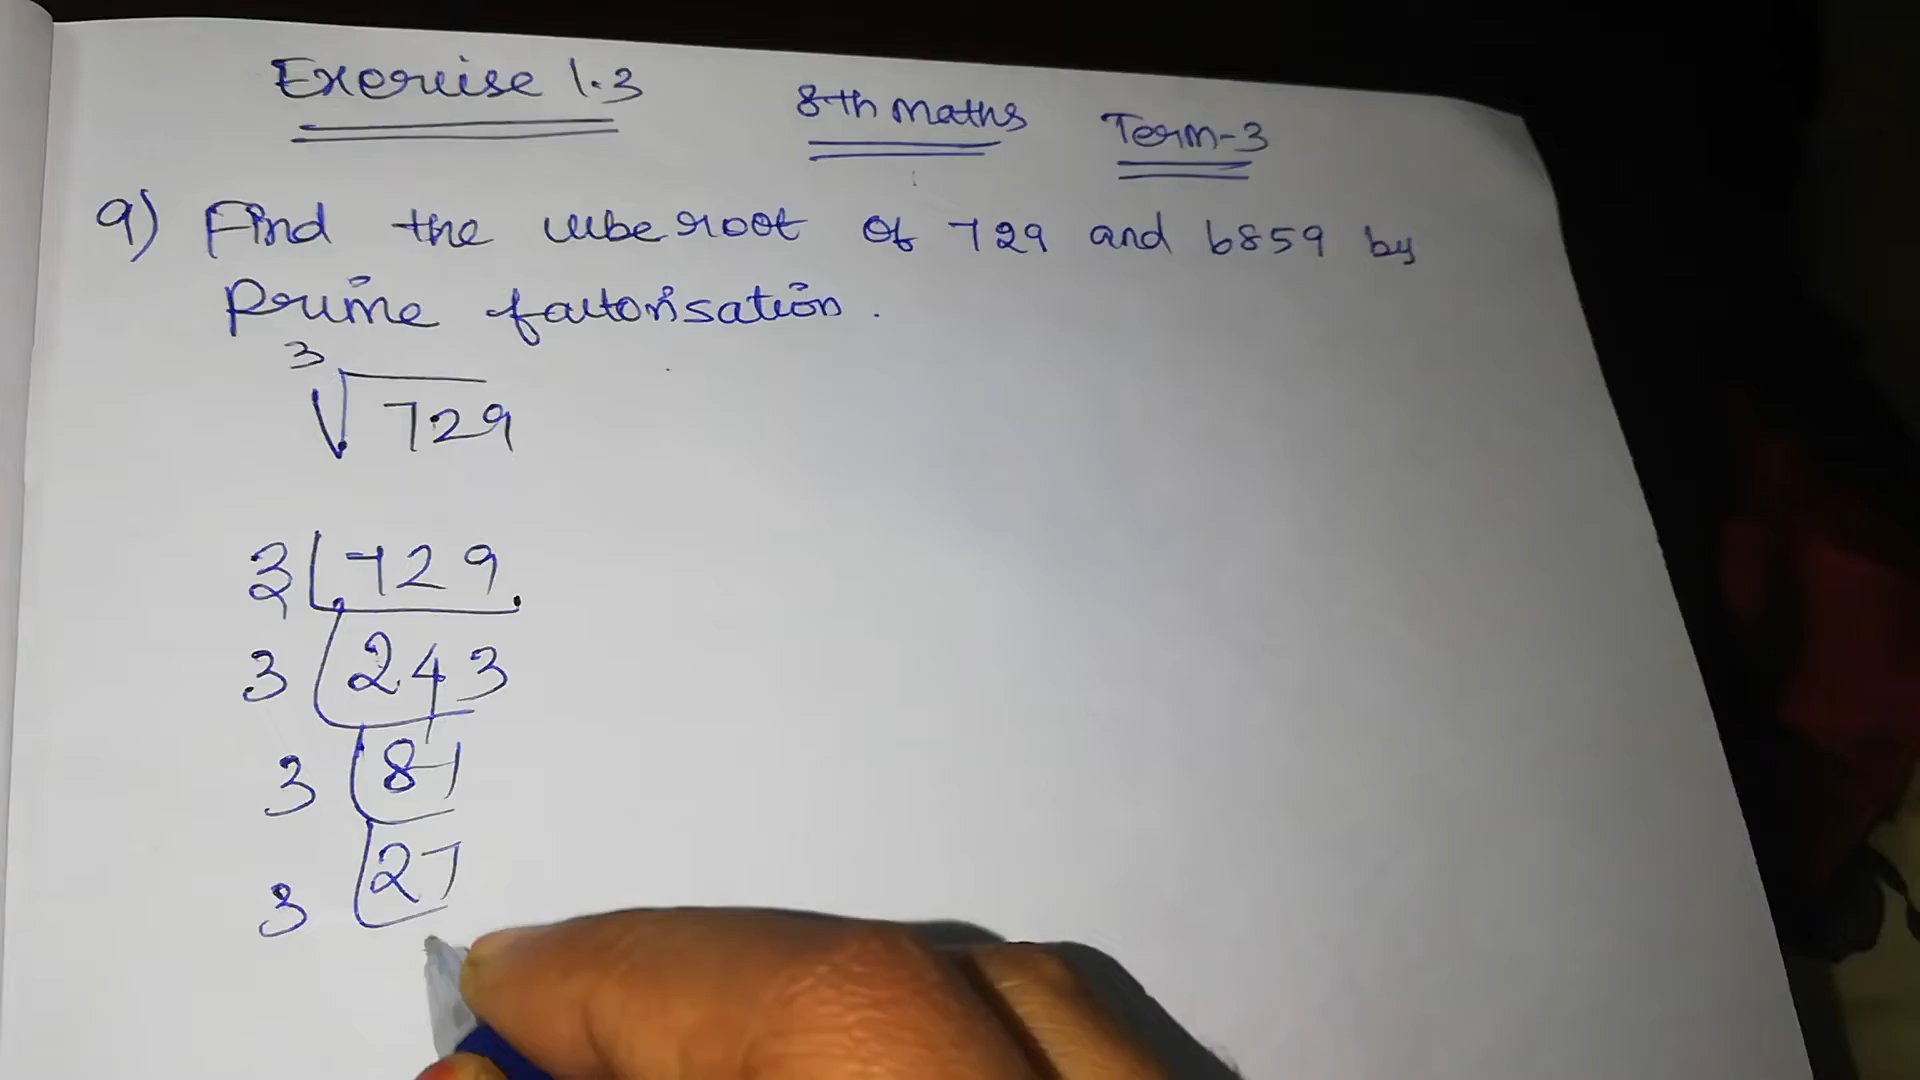 Exercise 1.3 8th Maths Term-3
9) Find the cube root of 729 and 6859 by
Prime factorisation.
3√729
3 729
3 243
3 81
3 27